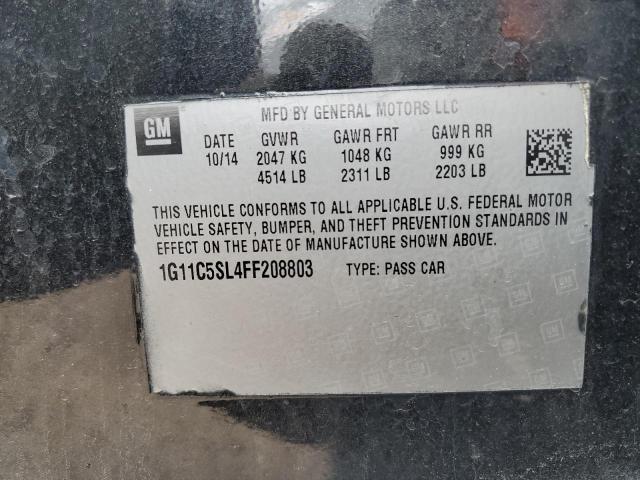 MFD BY GENERAL MOTORS LLC
GM
DATE GVWR GAWR FRT GAWR RR
10/14 2047 KG 1048 KG 999 KG
4514 LB 2311 LB 2203 LB
THIS VEHICLE CONFORMS TO ALL APPLICABLE U.S. FEDERAL MOTOR
VEHICLE SAFETY, BUMPER, AND THEFT PREVENTION STANDARDS IN
EFFECT ON THE DATE OF MANUFACTURE SHOWN ABOVE.
1G11C5SL4FF208803 TYPE: PASS CAR